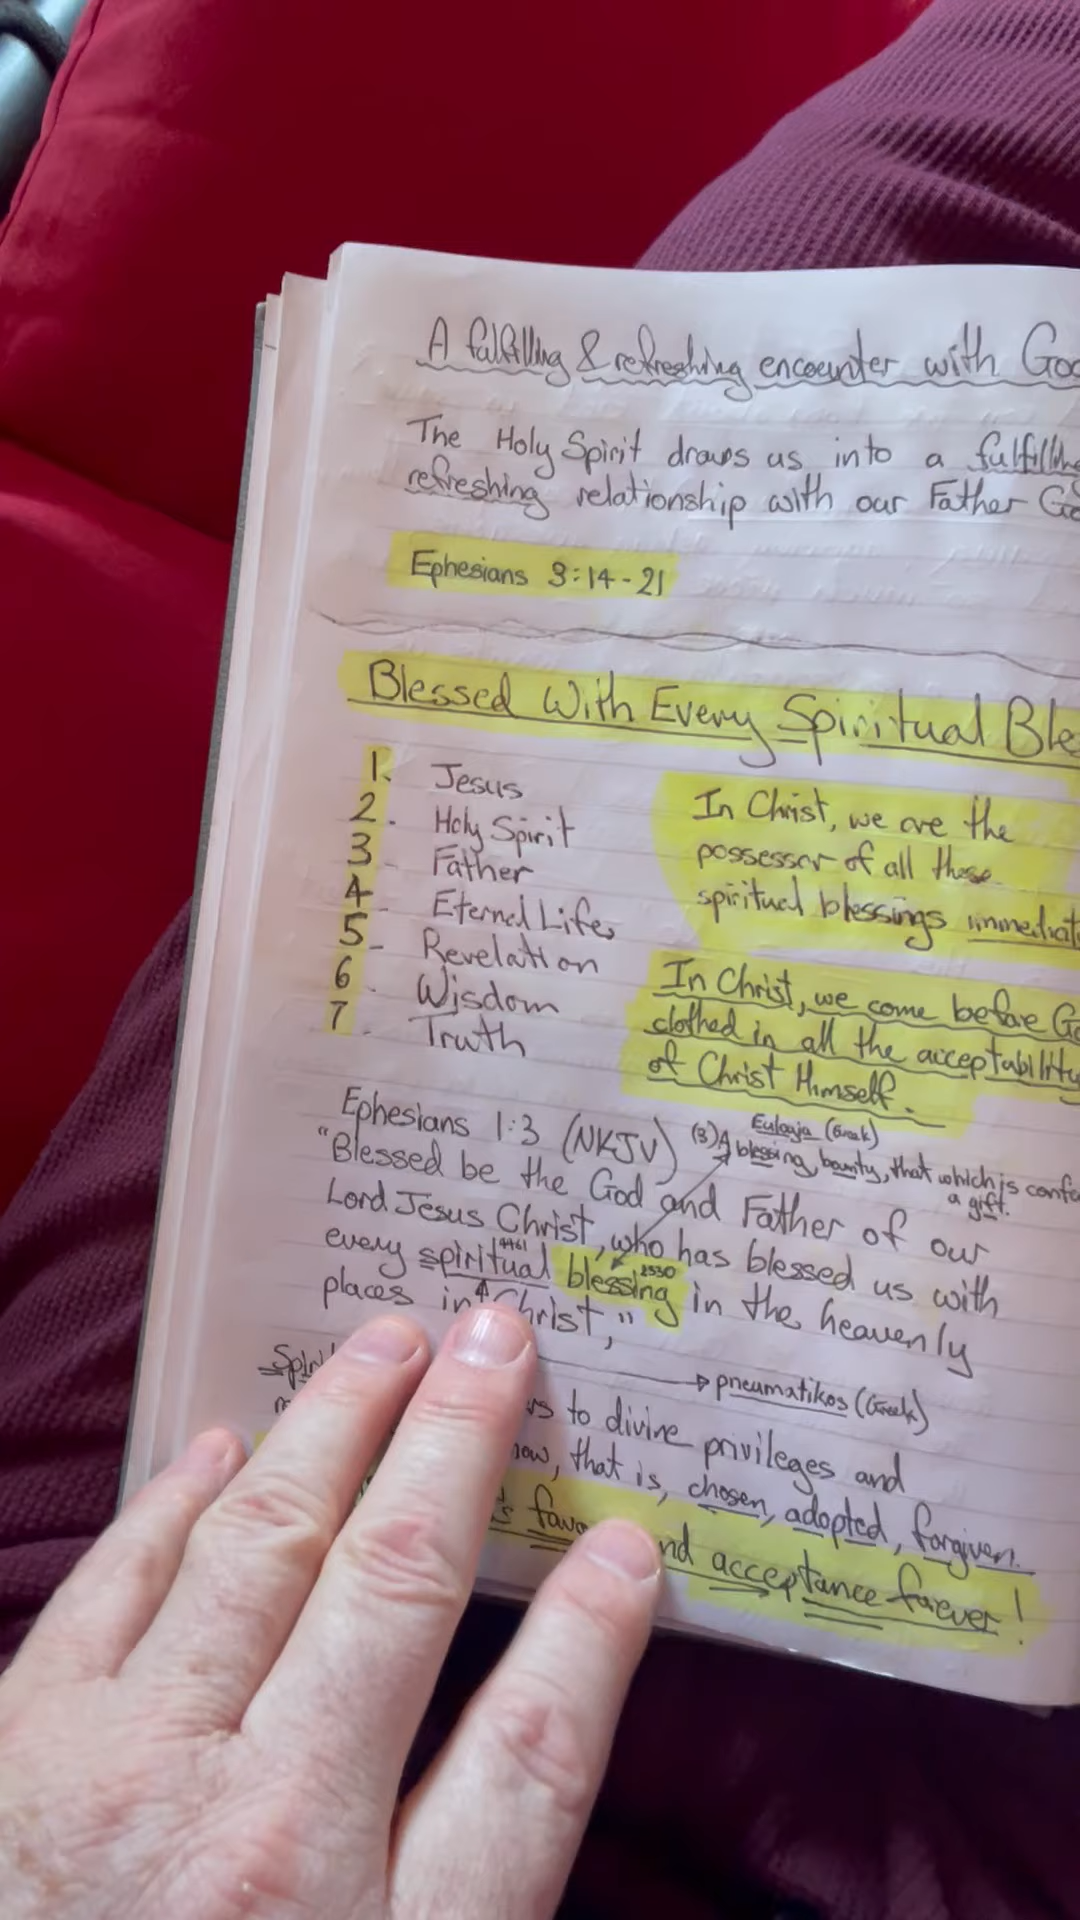 A fulfilling & refreshing encounter with God
The Holy Spirit draws us into a fulfilling
refreshing relationship with our Father
Ephesians 3:14-21
Blessed With Every Spiritual
1. Jesus
2. Holy Spirit
3 Father
4 Eternal Life
5 Revelation
6. Wisdom
7. Truth
In Christ, we are the
possessor of all these
spiritual blessings
In Christ, we come before
clothed in all the acceptability
of Christ Himself.
Ephesians 1:3 (NKJV)
Eulogia (Greek)
(3) A blessing, bounty, that which is
a gift.
"Blessed be the God and Father of our
Lord Jesus Christ, who has blessed us with
4461 2330
every spiritual blessing in the heavenly
places in Christ,"
pneumatikos (Greek)
to divine privileges and
that is, chosen, adopted, forgiven.
acceptance forever!